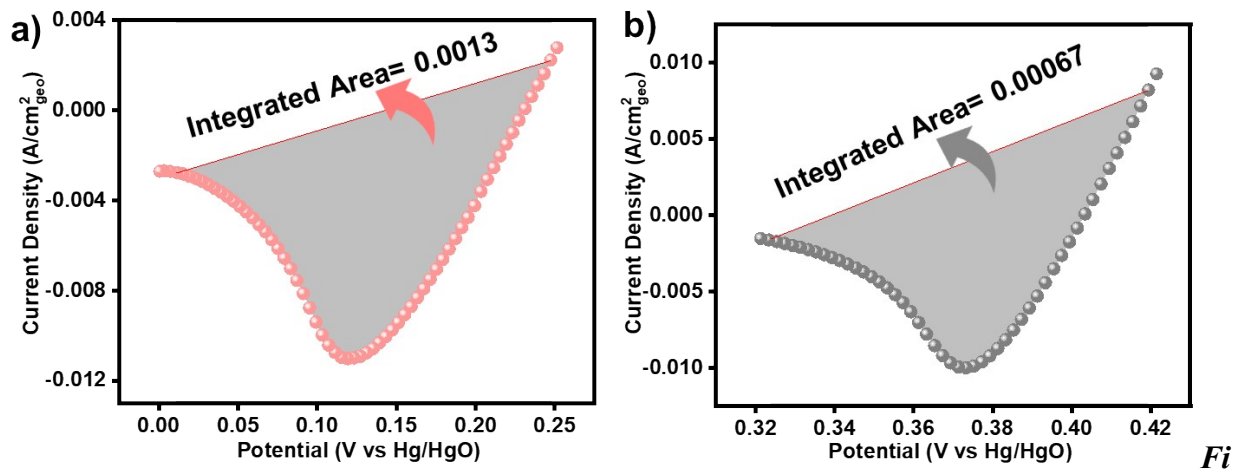 a)
Integrated Area= 0.0013
Current Density (A/cm²geo)
0.004
0.000
-0.004
-0.008
-0.012
0.00 0.05 0.10 0.15 0.20 0.25
Potential (V vs Hg/HgO)
b)
Integrated Area= 0.00067
Current Density (A/cm²geo)
0.010
0.005
0.000
-0.005
-0.010
0.32 0.34 0.36 0.38 0.40 0.42
Potential (V vs Hg/HgO)
Fi